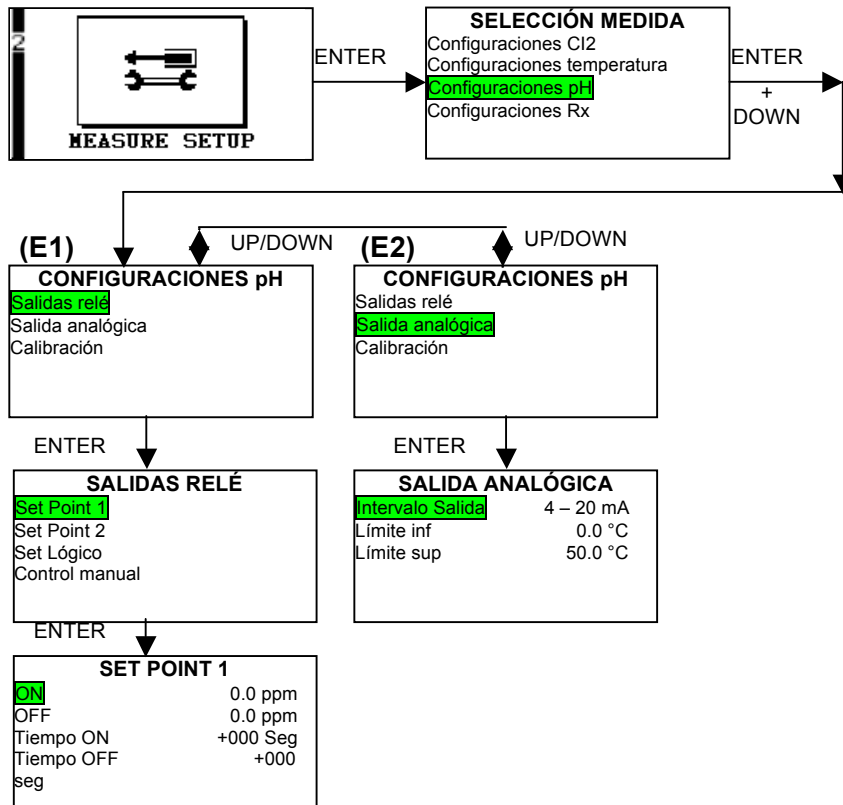 2
MEASURE SETUP
ENTER
SELECCIÓN MEDIDA
Configuraciones CI2
Configuraciones temperatura
Configuraciones pH
Configuraciones Rx
ENTER
+
DOWN
(E1)
UP/DOWN
(E2)
UP/DOWN
CONFIGURACIONES pH
Salidas relé
Salida analógica
Calibración
CONFIGURACIONES pH
Salidas relé
Salida analógica
Calibración
ENTER
ENTER
SALIDAS RELÉ
Set Point 1
Set Point 2
Set Lógico
Control manual
SALIDA ANALÓGICA
Intervalo Salida 4 – 20 mA
Límite inf 0.0 °C
Límite sup 50.0 °C
ENTER
SET POINT 1
ON 0.0 ppm
OFF 0.0 ppm
Tiempo ON +000 Seg
Tiempo OFF +000
seg